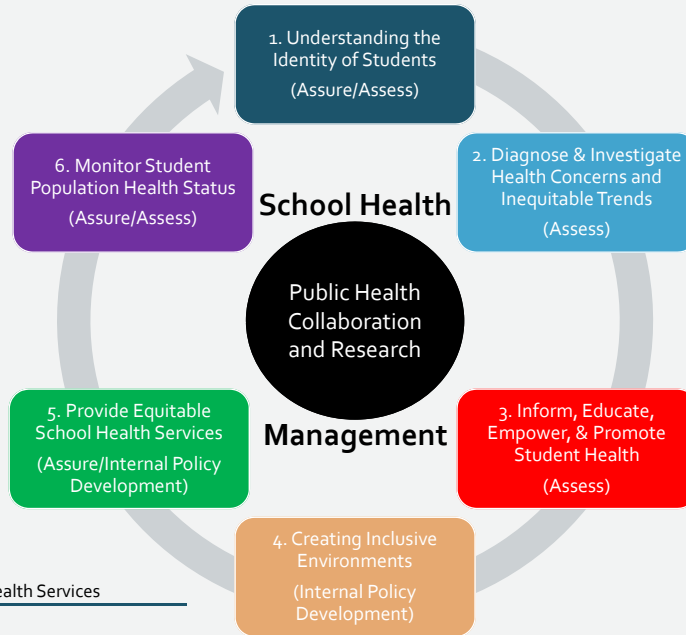 1. Understanding the
Identity of Students
(Assure/Assess)
2. Diagnose & Investigate
Health Concerns and
Inequitable Trends
(Assess)
3. Inform, Educate,
Empower, & Promote
Student Health
(Assess)
4. Creating Inclusive
Environments
(Internal Policy
Development)
5. Provide Equitable
School Health Services
(Assure/Internal Policy
Development)
6. Monitor Student
Population Health Status
(Assure/Assess)
School Health
Public Health
Collaboration
and Research
Management
Health Services